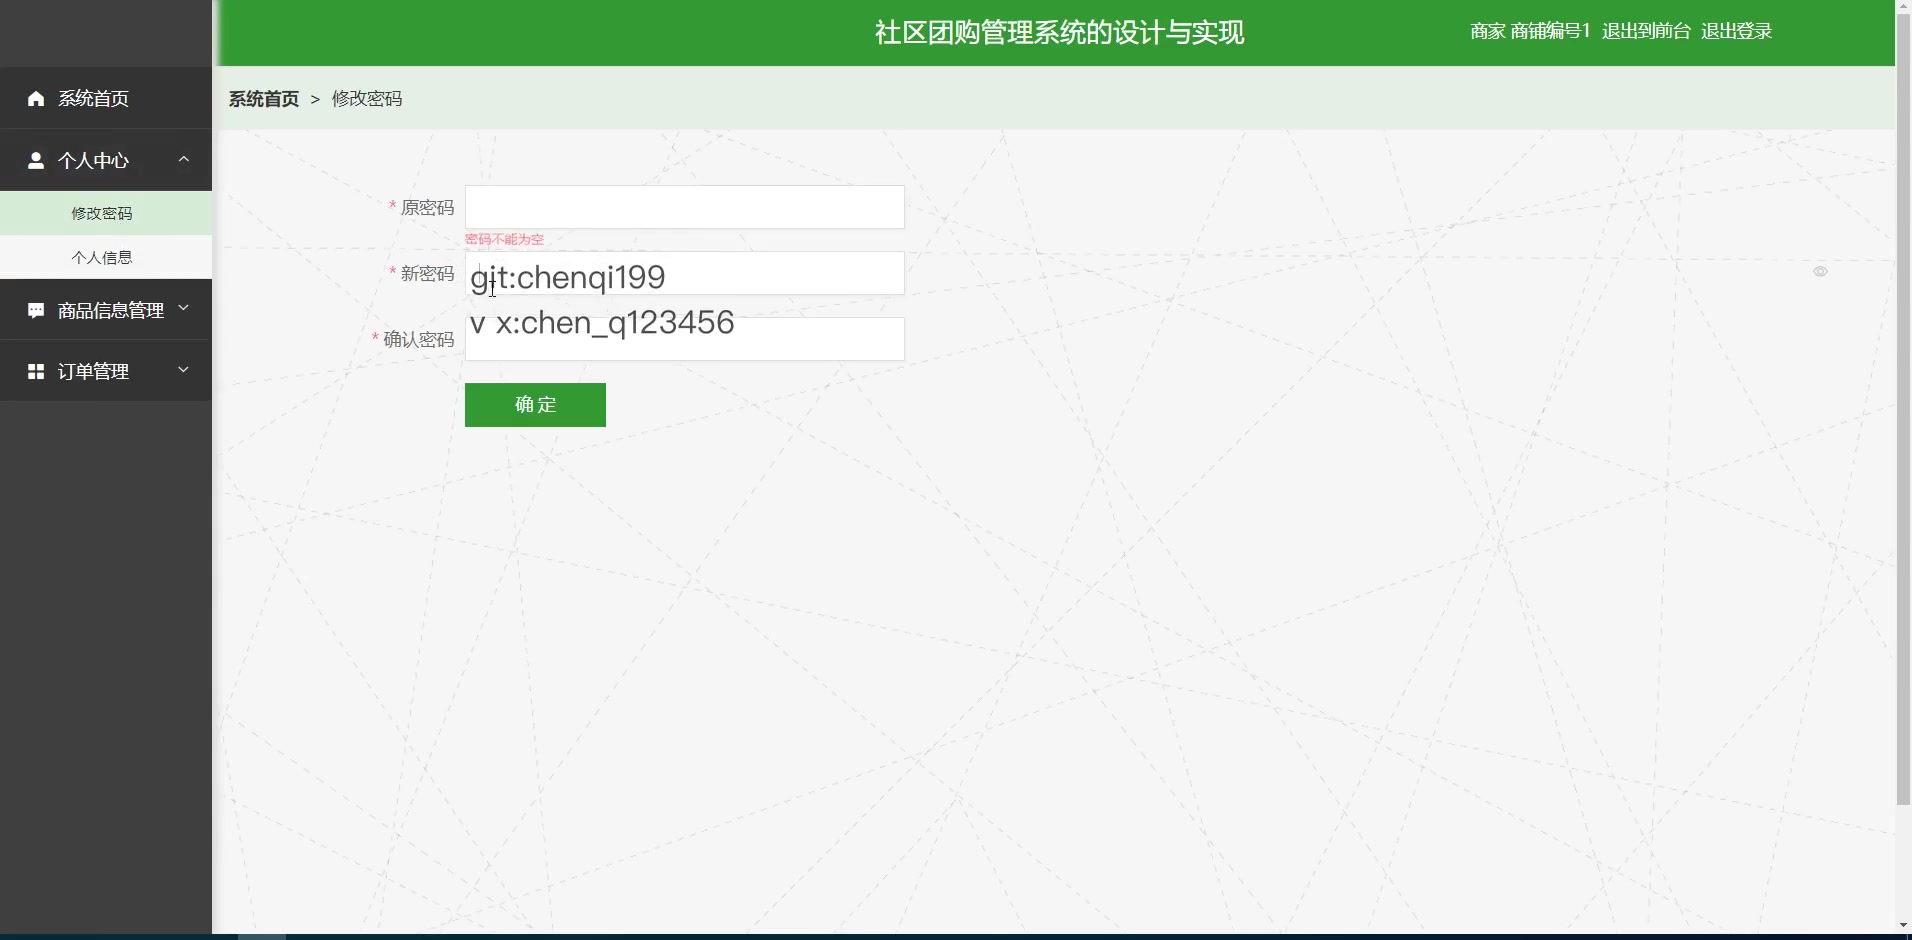 社区团购管理系统的设计与实现
商家 商铺编号1 退出到前台 退出登录
系统首页
个人中心
修改密码
个人信息
商品信息管理
订单管理
系统首页 > 修改密码
* 原密码
密码不能为空
* 新密码
git:chenqi199
v x:chen_q123456
* 确认密码
确定